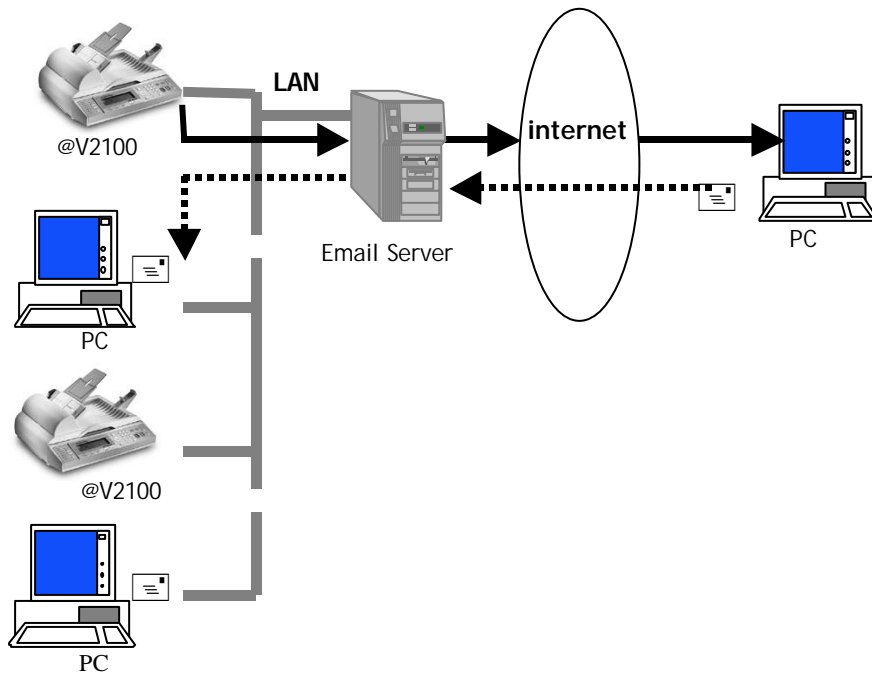 LAN
internet
@V2100
Email Server
PC
PC
@V2100
PC